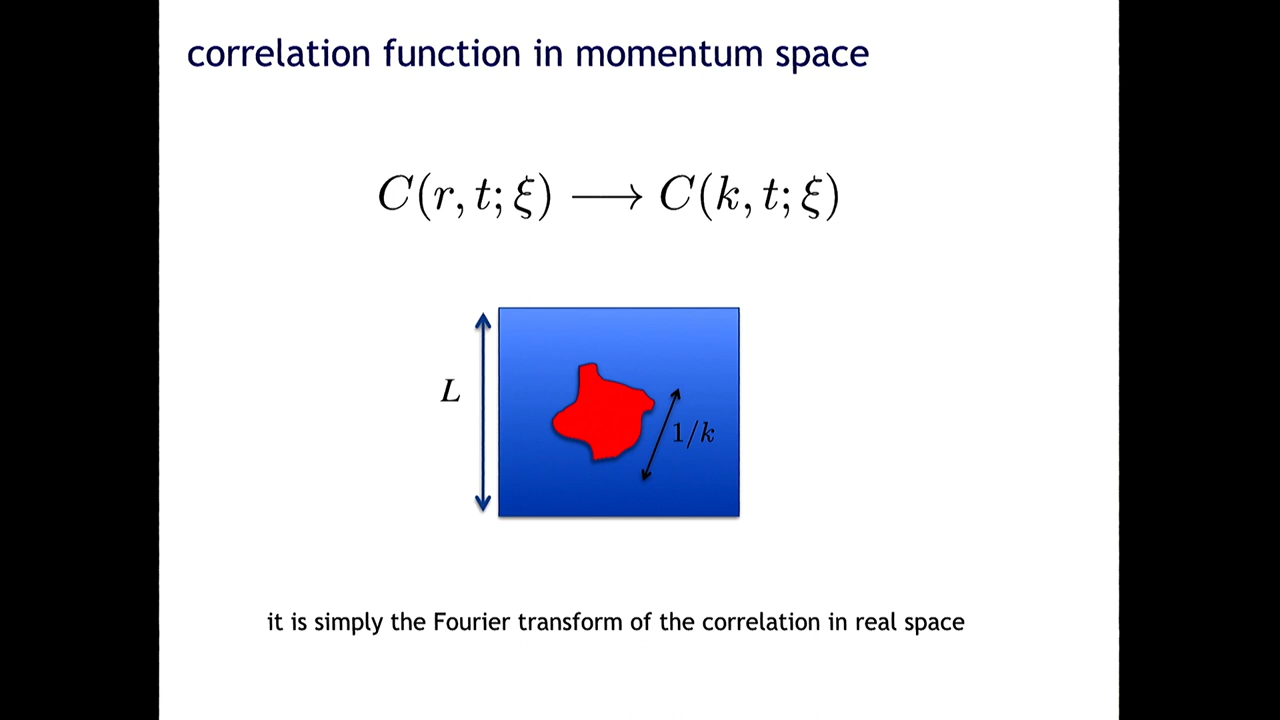 correlation function in momentum space
C(r, t; ξ) ⟶ C(k, t; ξ)
L
1/k
it is simply the Fourier transform of the correlation in real space